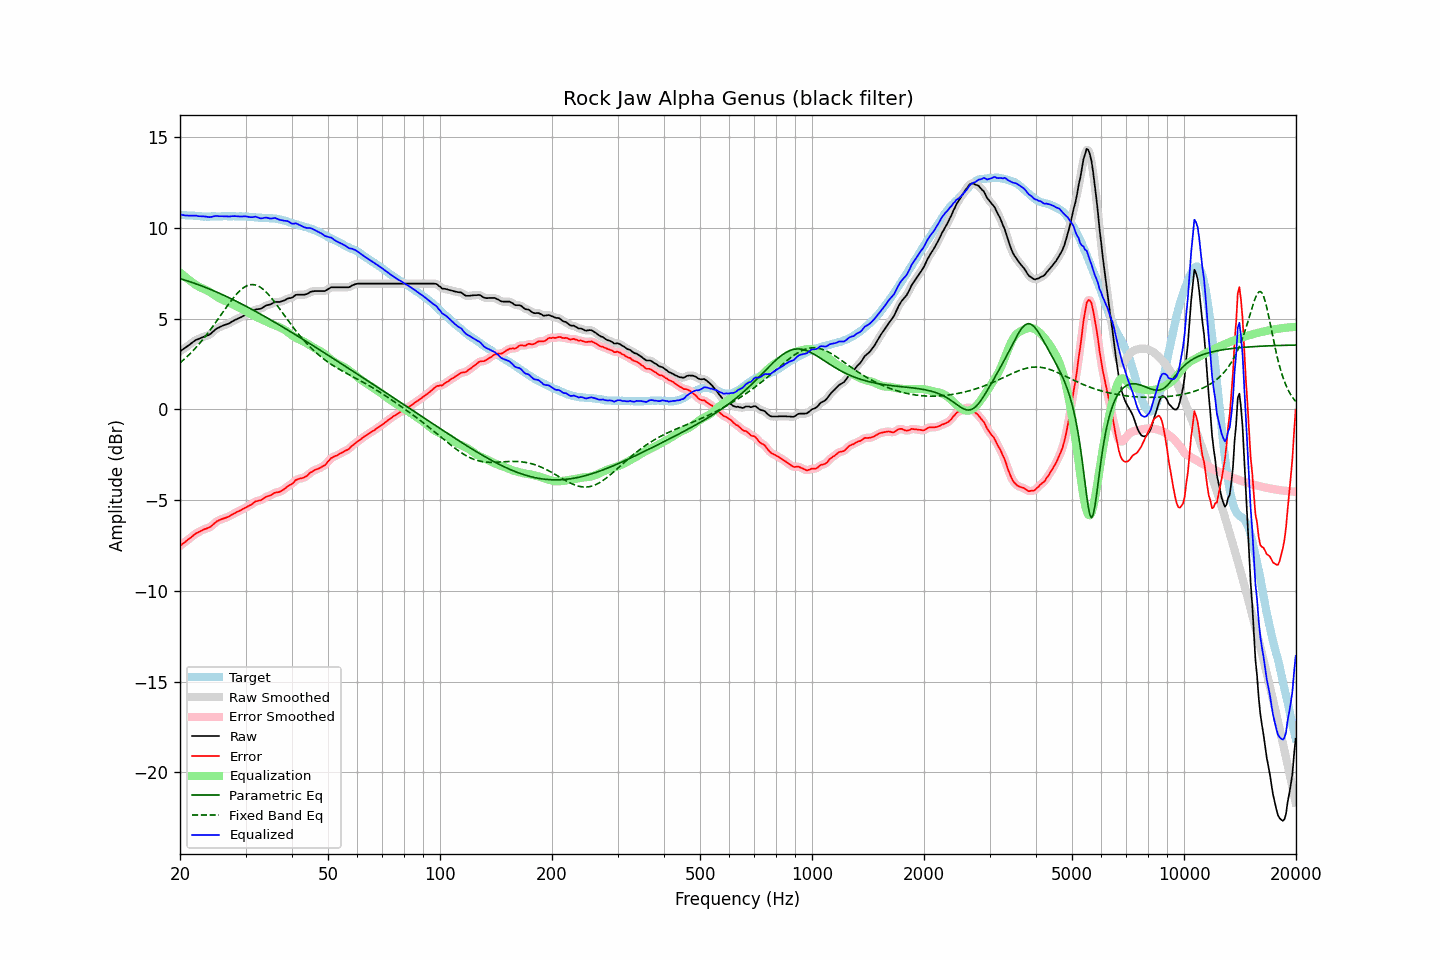 Rock Jaw Alpha Genus (black filter)
15
10
5
0
−5
−10
−15
−20
Amplitude (dBr)
Target
Raw Smoothed
Error Smoothed
Raw
Error
Equalization
Parametric Eq
Fixed Band Eq
Equalized
20 50 100 200 500 1000 2000 5000 10000 20000
Frequency (Hz)